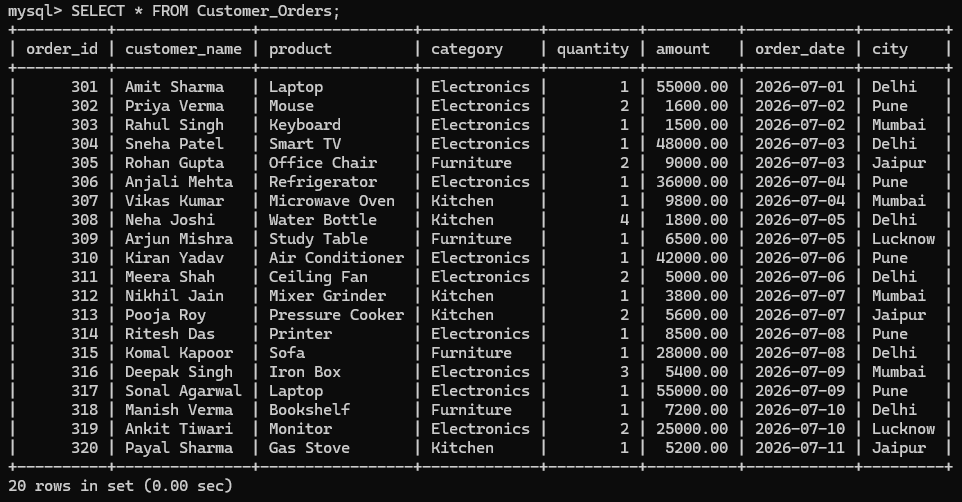 mysql> SELECT * FROM Customer_Orders;
+----------+---------------+-----------------+-------------+----------+----------+------------+---------+
| order_id | customer_name | product         | category    | quantity | amount   | order_date | city    |
+----------+---------------+-----------------+-------------+----------+----------+------------+---------+
|      301 | Amit Sharma   | Laptop          | Electronics |        1 | 55000.00 | 2026-07-01 | Delhi   |
|      302 | Priya Verma   | Mouse           | Electronics |        2 |  1600.00 | 2026-07-02 | Pune    |
|      303 | Rahul Singh   | Keyboard        | Electronics |        1 |  1500.00 | 2026-07-02 | Mumbai  |
|      304 | Sneha Patel   | Smart TV        | Electronics |        1 | 48000.00 | 2026-07-03 | Delhi   |
|      305 | Rohan Gupta   | Office Chair    | Furniture   |        2 |  9000.00 | 2026-07-03 | Jaipur  |
|      306 | Anjali Mehta  | Refrigerator    | Electronics |        1 | 36000.00 | 2026-07-04 | Pune    |
|      307 | Vikas Kumar   | Microwave Oven  | Kitchen     |        1 |  9800.00 | 2026-07-04 | Mumbai  |
|      308 | Neha Joshi    | Water Bottle    | Kitchen     |        4 |  1800.00 | 2026-07-05 | Delhi   |
|      309 | Arjun Mishra  | Study Table     | Furniture   |        1 |  6500.00 | 2026-07-05 | Lucknow |
|      310 | Kiran Yadav   | Air Conditioner | Electronics |        1 | 42000.00 | 2026-07-06 | Pune    |
|      311 | Meera Shah    | Ceiling Fan     | Electronics |        2 |  5000.00 | 2026-07-06 | Delhi   |
|      312 | Nikhil Jain   | Mixer Grinder   | Kitchen     |        1 |  3800.00 | 2026-07-07 | Mumbai  |
|      313 | Pooja Roy     | Pressure Cooker | Kitchen     |        2 |  5600.00 | 2026-07-07 | Jaipur  |
|      314 | Ritesh Das    | Printer         | Electronics |        1 |  8500.00 | 2026-07-08 | Pune    |
|      315 | Komal Kapoor  | Sofa            | Furniture   |        1 | 28000.00 | 2026-07-08 | Delhi   |
|      316 | Deepak Singh  | Iron Box        | Electronics |        3 |  5400.00 | 2026-07-09 | Mumbai  |
|      317 | Sonal Agarwal | Laptop          | Electronics |        1 | 55000.00 | 2026-07-09 | Pune    |
|      318 | Manish Verma  | Bookshelf       | Furniture   |        1 |  7200.00 | 2026-07-10 | Delhi   |
|      319 | Ankit Tiwari  | Monitor         | Electronics |        2 | 25000.00 | 2026-07-10 | Lucknow |
|      320 | Payal Sharma  | Gas Stove       | Kitchen     |        1 |  5200.00 | 2026-07-11 | Jaipur  |
+----------+---------------+-----------------+-------------+----------+----------+------------+---------+
20 rows in set (0.00 sec)